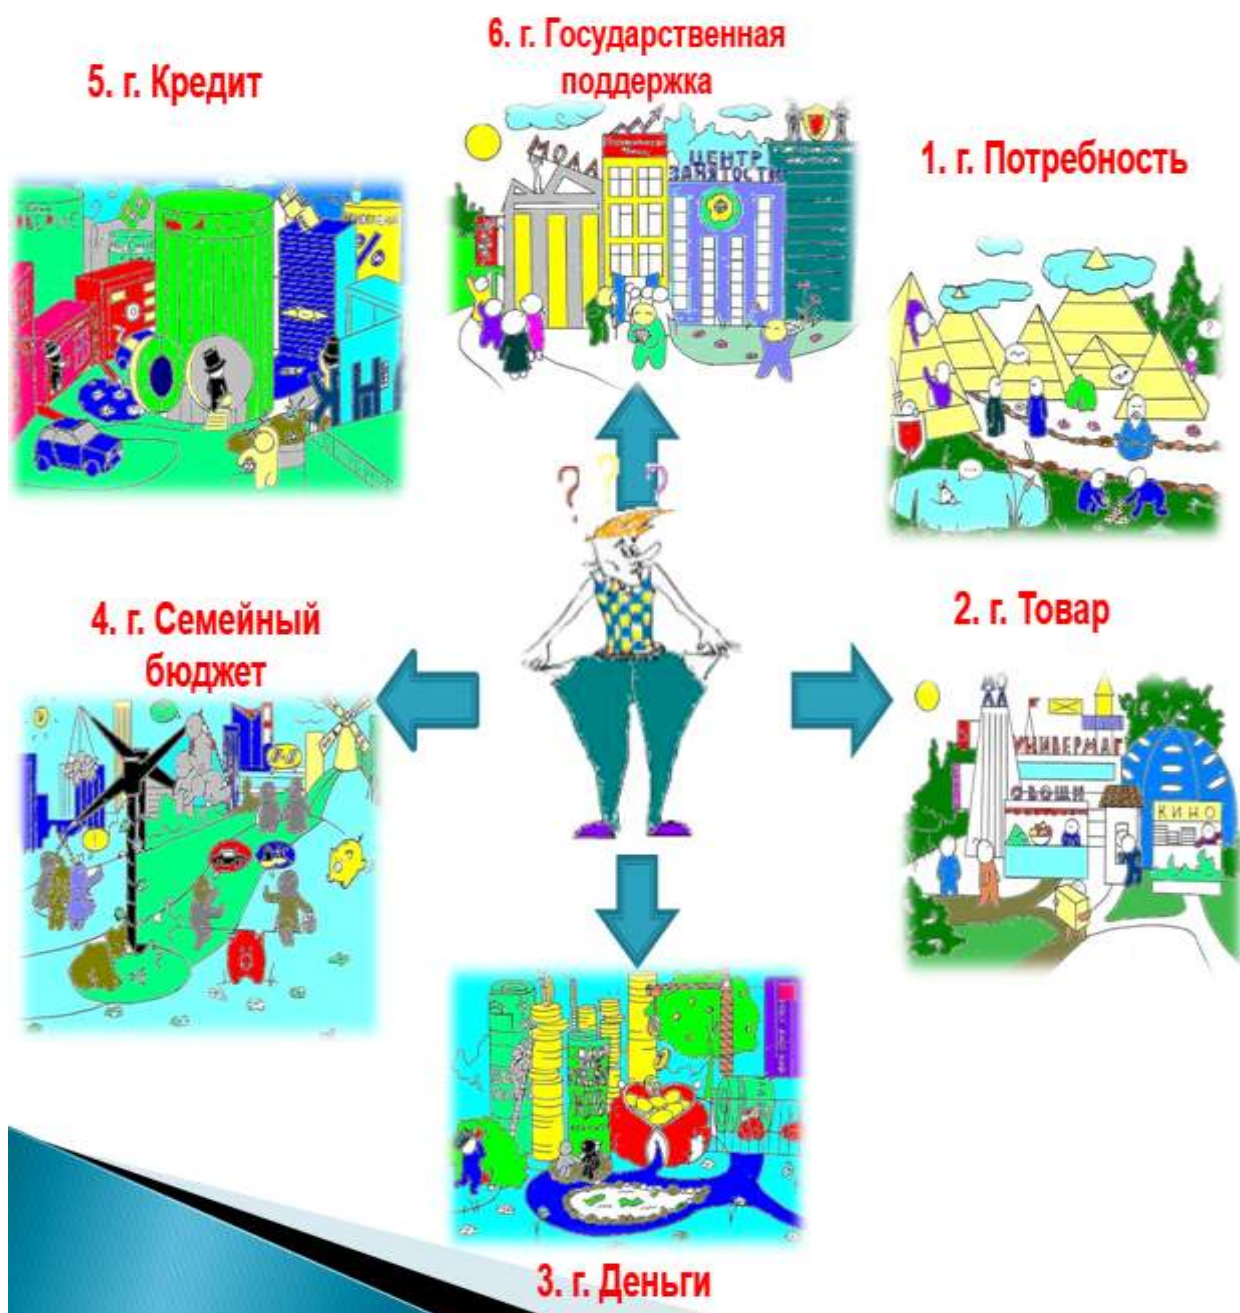 6. г. Государственная
поддержка
5. г. Кредит
1. г. Потребность
МОЛЛ
ЦЕНТР
ЗАНЯТОСТИ
?
%
? ? ?
4. г. Семейный
бюджет
2. г. Товар
УНИВЕРМАГ
ОВОЩИ
КИНО
3. г. Деньги